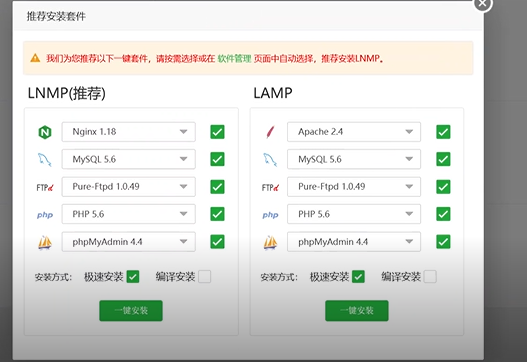 推荐安装套件
我们为您推荐以下一键套件，请按需选择或在 软件管理 页面中自动选择，推荐安装LNMP。
LNMP(推荐)
Nginx 1.18
MySQL 5.6
FTP
Pure-Ftpd 1.0.49
php
PHP 5.6
phpMyAdmin 4.4
安装方式： 极速安装 编译安装
一键安装
LAMP
Apache 2.4
MySQL 5.6
FTP
Pure-Ftpd 1.0.49
php
PHP 5.6
phpMyAdmin 4.4
安装方式： 极速安装 编译安装
一键安装